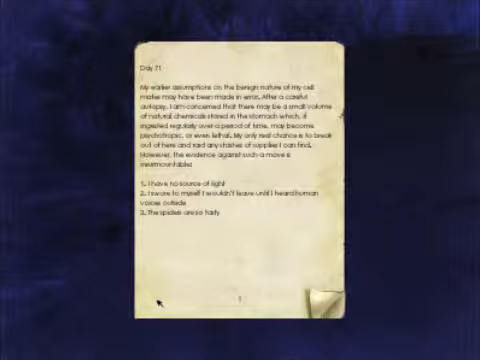 Day 71
My earlier assumptions on the benign nature of my cell
mates may have been made in error. After a careful
autopsy, I am concerned that there may be a small volume
of natural chemicals stored in the stomach which, if
ingested regularly over a period of time, may become
psychotropic, or even lethal. My only real chance is to break
out of here and raid any stashes of supplies I can find.
However, the evidence against such a move is
insurmountable:
1. I have no source of light
2. I swore to myself I wouldn't leave until I heard human
voices outside
3. The spiders are so tasty
1